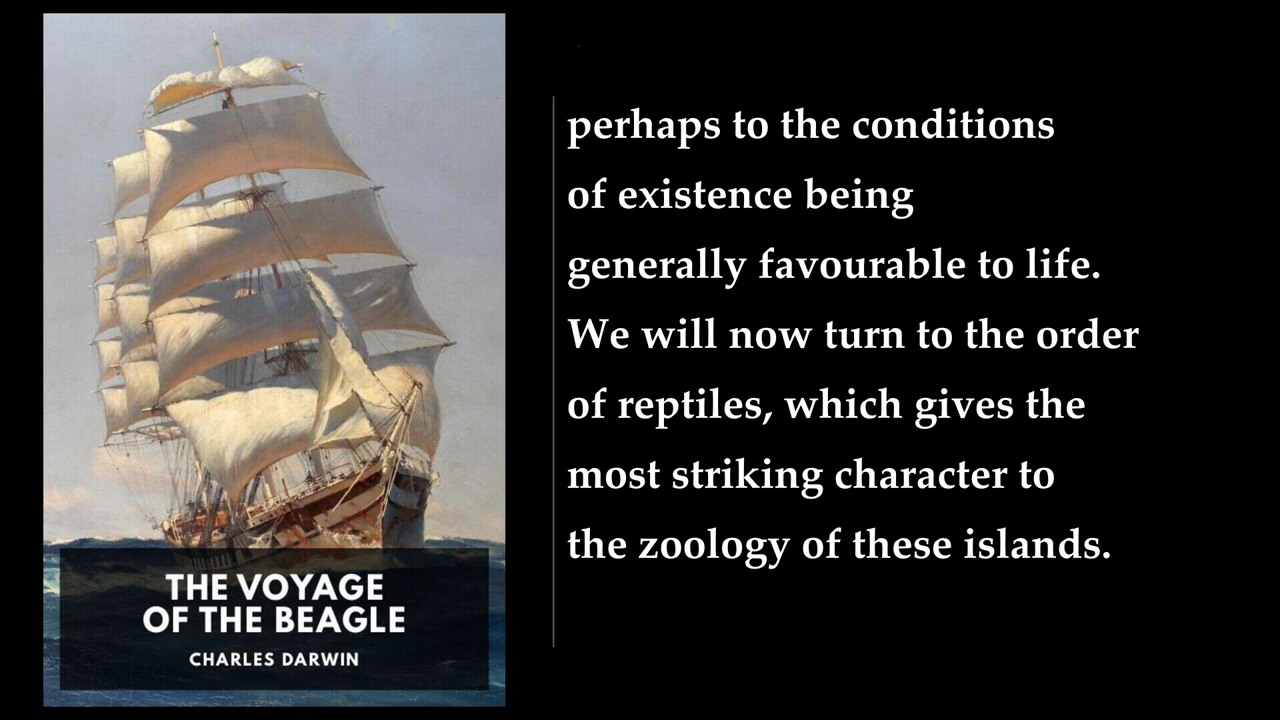 THE VOYAGE
OF THE BEAGLE
CHARLES DARWIN
perhaps to the conditions
of existence being
generally favourable to life.
We will now turn to the order
of reptiles, which gives the
most striking character to
the zoology of these islands.